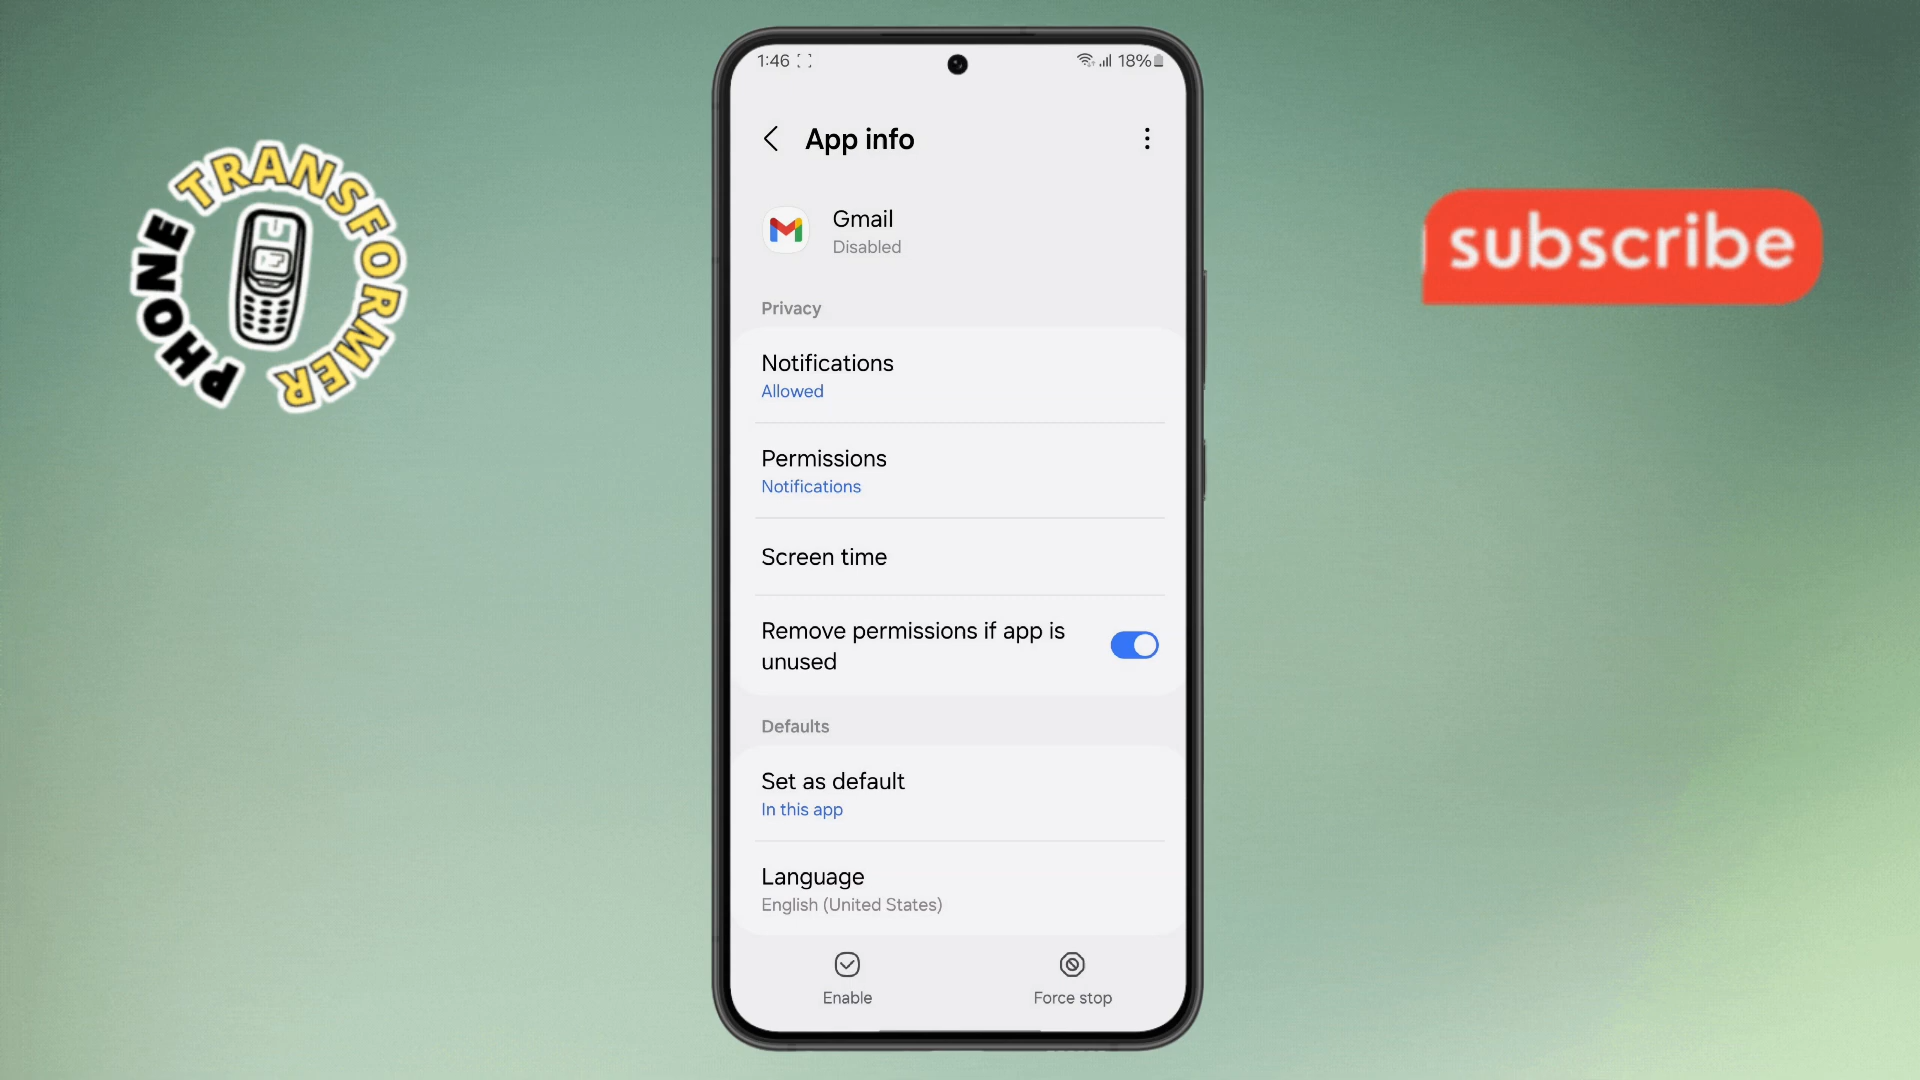 PHONE TRANSFORMER
subscribe
1:46
18%
App info
Gmail
Disabled
Privacy
Notifications
Allowed
Permissions
Notifications
Screen time
Remove permissions if app is
unused
Defaults
Set as default
In this app
Language
English (United States)
Enable
Force stop